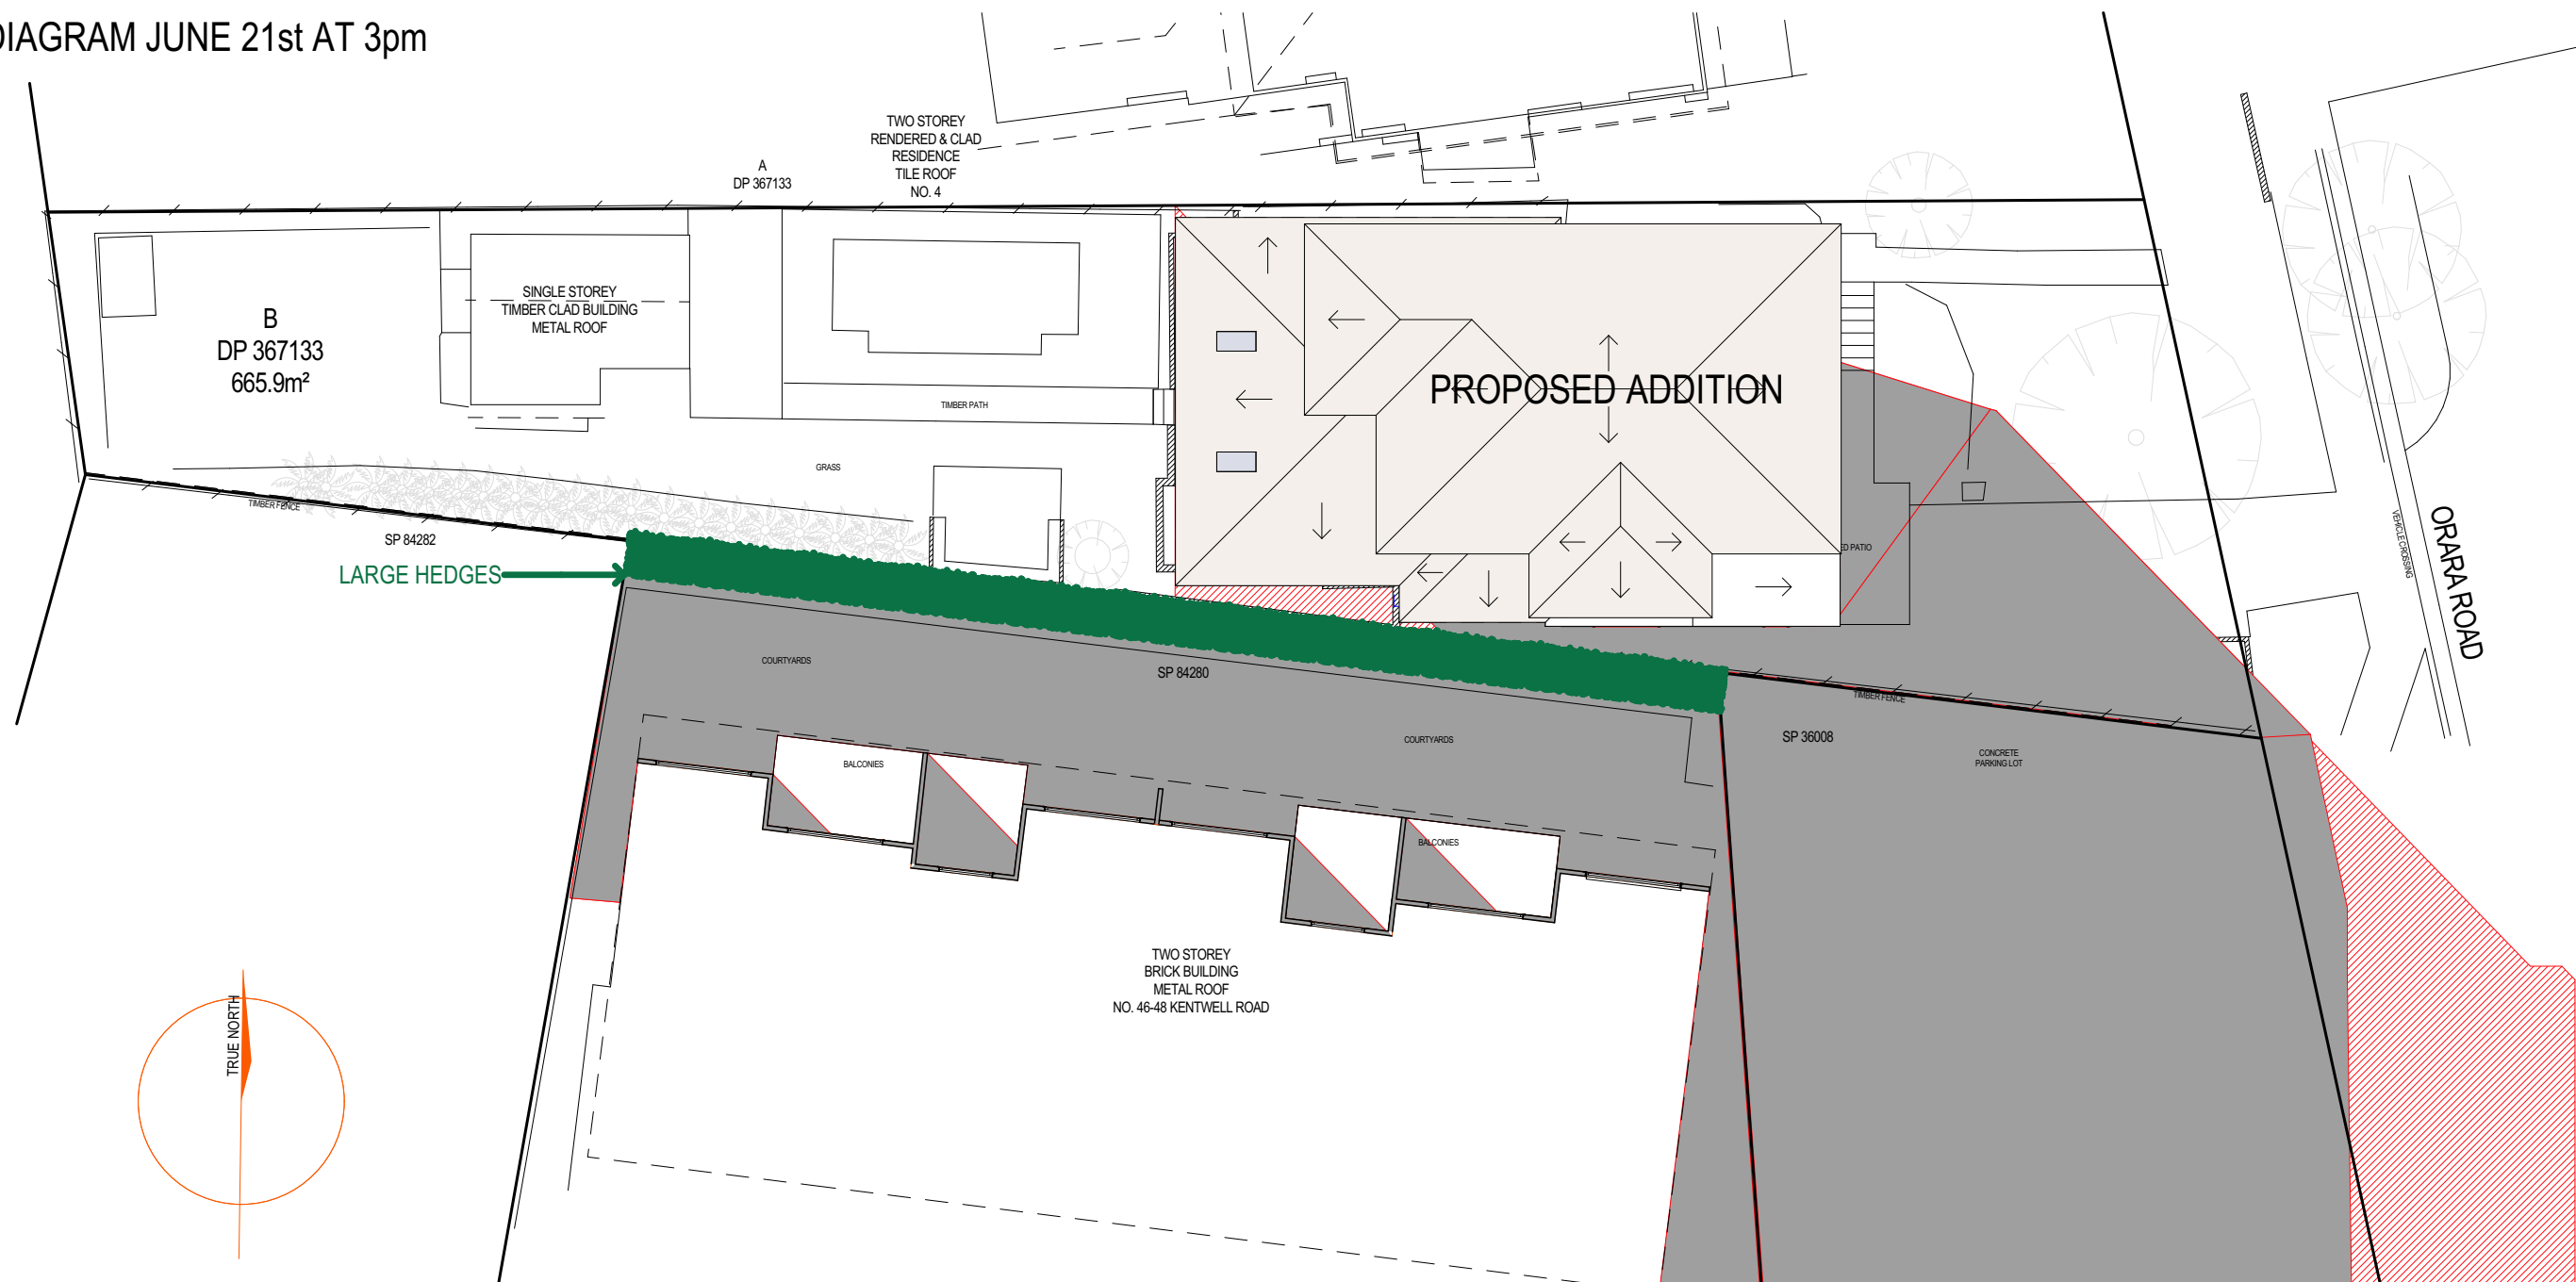 DIAGRAM JUNE 21st AT 3pm
TWO STOREY
RENDERED & CLAD
RESIDENCE
TILE ROOF
NO. 4
A
DP 367133
SINGLE STOREY
TIMBER CLAD BUILDING
METAL ROOF
B
DP 367133
665.9m²
PROPOSED ADDITION
TIMBER PATH
GRASS
TIMBER FENCE
SP 84282
LARGE HEDGES
ED PATIO
VEHICLE CROSSING
ORARA ROAD
COURTYARDS
SP 84280
TIMBER FENCE
SP 36008
COURTYARDS
CONCRETE
PARKING LOT
BALCONIES
BALCONIES
TWO STOREY
BRICK BUILDING
METAL ROOF
NO. 46-48 KENTWELL ROAD
TRUE NORTH